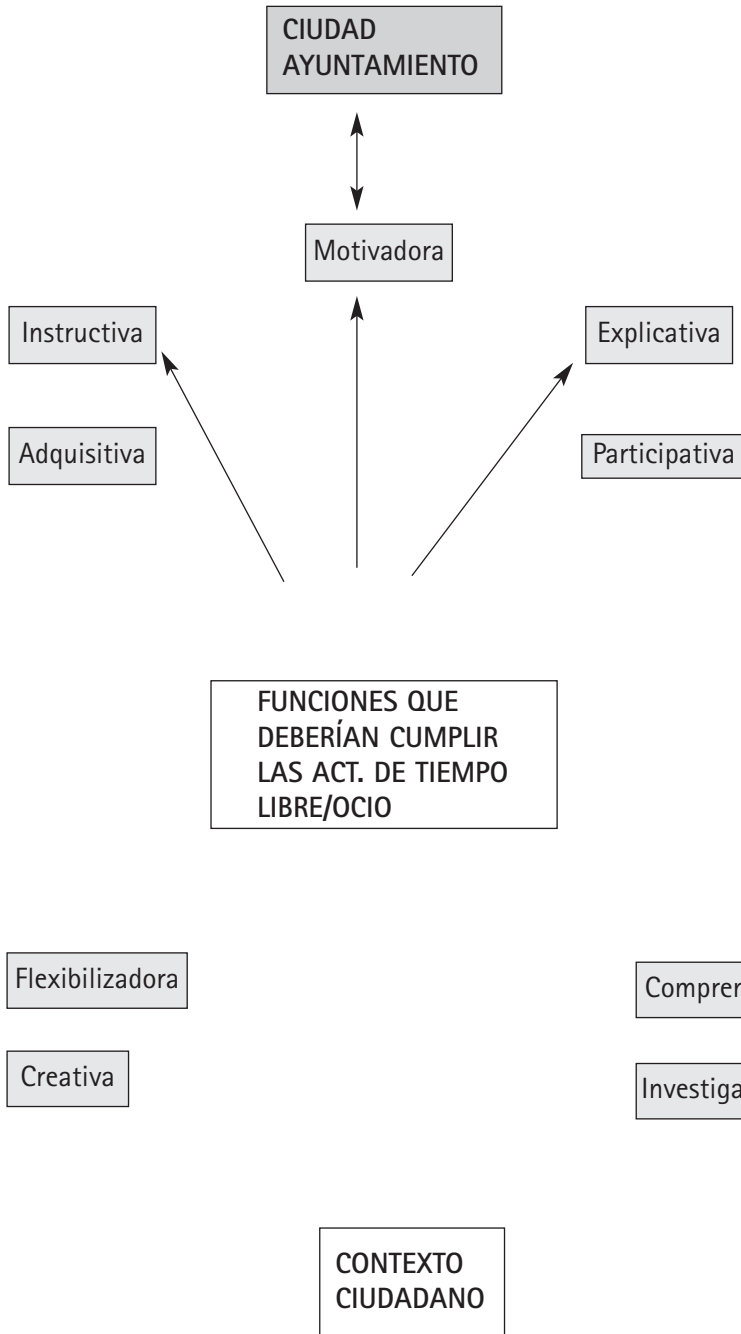 CIUDAD
AYUNTAMIENTO
Motivadora
Instructiva
Explicativa
Adquisitiva
Participativa
FUNCIONES QUE
DEBERÍAN CUMPLIR
LAS ACT. DE TIEMPO
LIBRE/OCIO
Flexibilizadora
Creativa
CONTEXTO
CIUDADANO